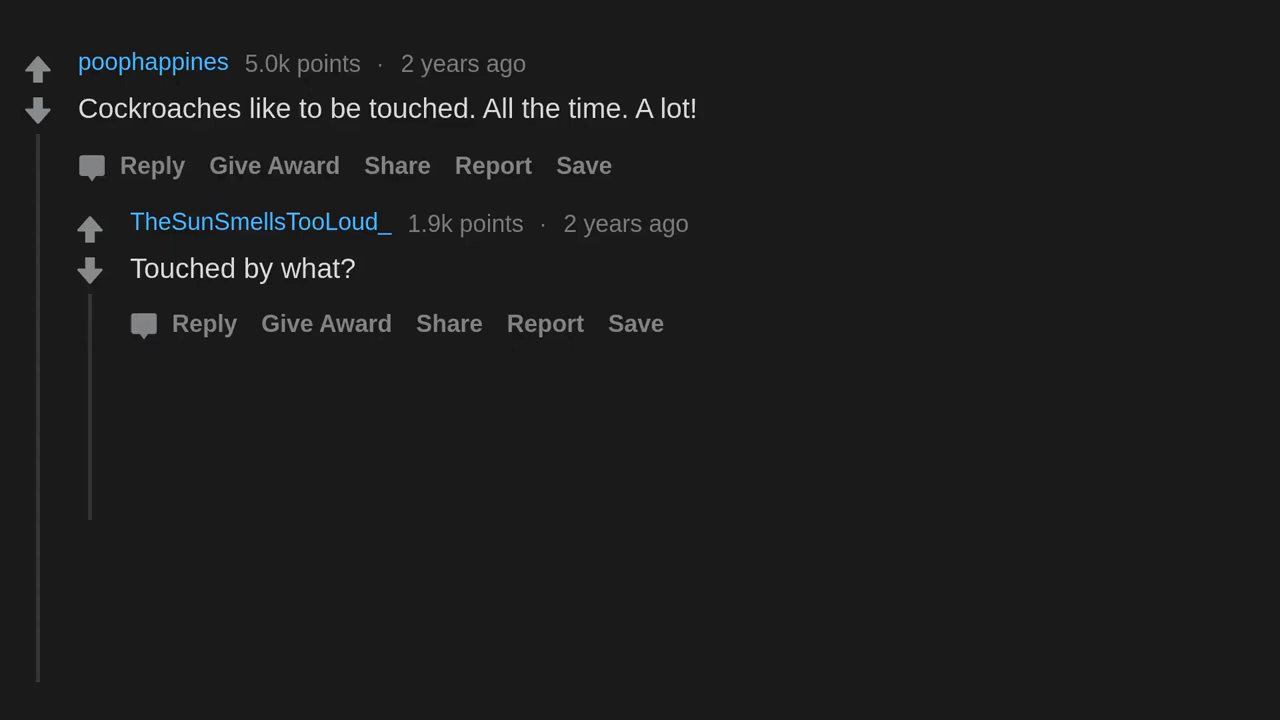 poophappines 5.0k points · 2 years ago
Cockroaches like to be touched. All the time. A lot!
Reply Give Award Share Report Save
TheSunSmellsTooLoud_ 1.9k points · 2 years ago
Touched by what?
Reply Give Award Share Report Save